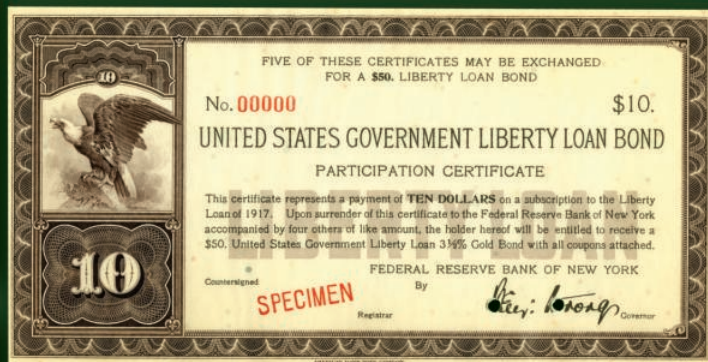 FIVE OF THESE CERTIFICATES MAY BE EXCHANGED
FOR A $50. LIBERTY LOAN BOND
10
No. 00000 $10.
UNITED STATES GOVERNMENT LIBERTY LOAN BOND
PARTICIPATION CERTIFICATE
LIBERTY LOAN
This certificate represents a payment of TEN DOLLARS on a subscription to the Liberty
Loan of 1917. Upon surrender of this certificate to the Federal Reserve Bank of New York
accompanied by four others of like amount, the holder hereof will be entitled to receive a
$50. United States Government Liberty Loan 3½% Gold Bond with all coupons attached.
10
FEDERAL RESERVE BANK OF NEW YORK
Countersigned By
SPECIMEN
Registrar Governor